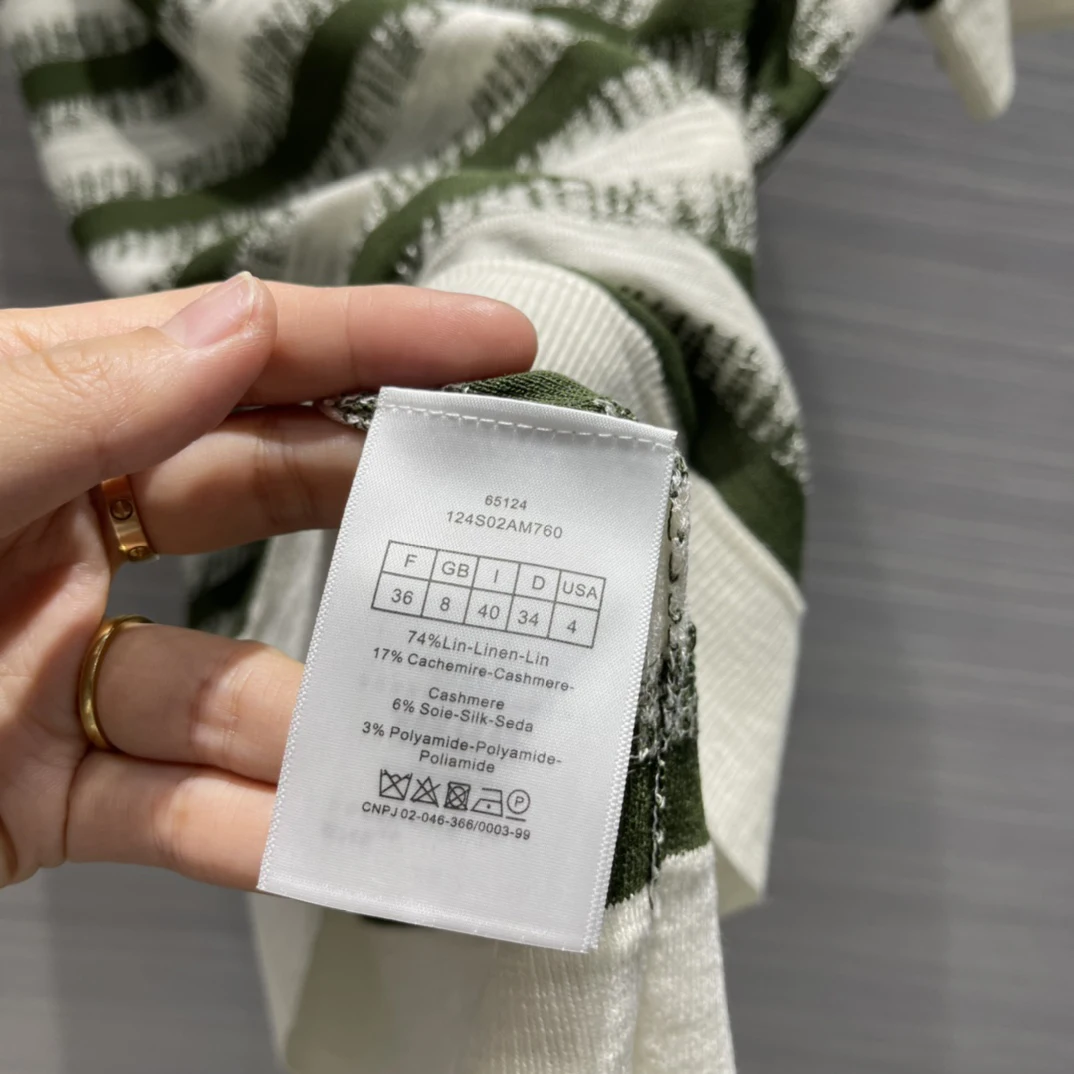 65124
124S02AM760
F GB I D USA
36 8 40 34 4
74%Lin-Linen-Lin
17% Cachemire-Cashmere-
Cashmere
6% Soie-Silk-Seda
3% Polyamide-Polyamide-
Poliamide
P
CNPJ 02-046-366/0003-99